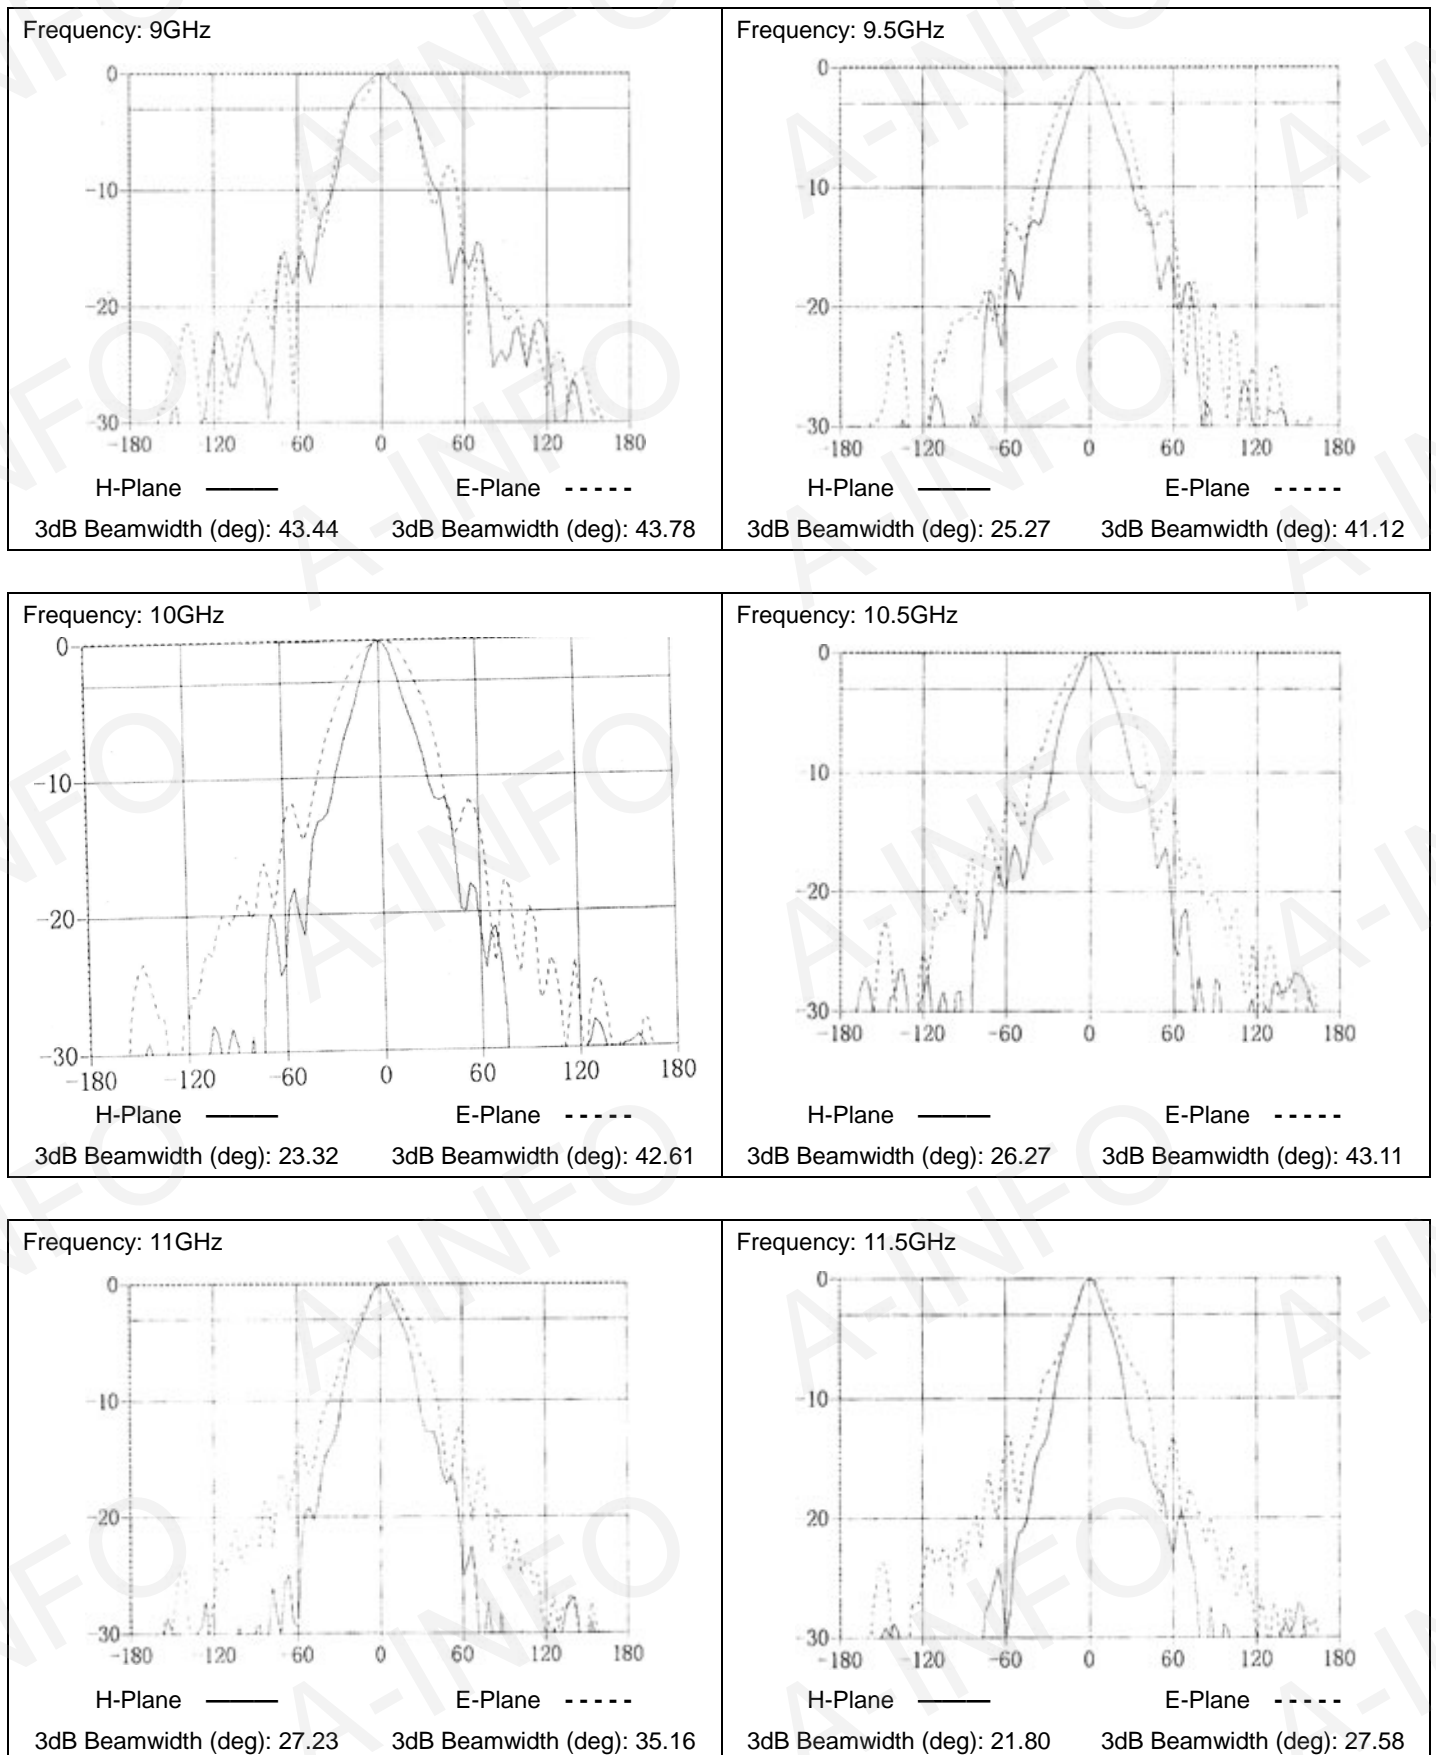 Frequency: 9GHz
0
-10
-20
-30
-180 120 60 0 60 120 180
H-Plane E-Plane
3dB Beamwidth (deg): 43.44 3dB Beamwidth (deg): 43.78
Frequency: 9.5GHz
0
10
20
30
-180 -120 -60 0 60 120 180
H-Plane E-Plane
3dB Beamwidth (deg): 25.27 3dB Beamwidth (deg): 41.12
Frequency: 10GHz
0
-10
-20
-30
-180 -120 -60 0 60 120 180
H-Plane E-Plane
3dB Beamwidth (deg): 23.32 3dB Beamwidth (deg): 42.61
Frequency: 10.5GHz
0
10
-20
-30
-180 -120 -60 0 60 120 180
H-Plane E-Plane
3dB Beamwidth (deg): 26.27 3dB Beamwidth (deg): 43.11
Frequency: 11GHz
0
-10
-20
-30
-180 120 60 0 60 120 180
H-Plane E-Plane
3dB Beamwidth (deg): 27.23 3dB Beamwidth (deg): 35.16
Frequency: 11.5GHz
0
-10
20
-30
-180 -120 -60 0 60 120 180
H-Plane E-Plane
3dB Beamwidth (deg): 21.80 3dB Beamwidth (deg): 27.58
A-INFO